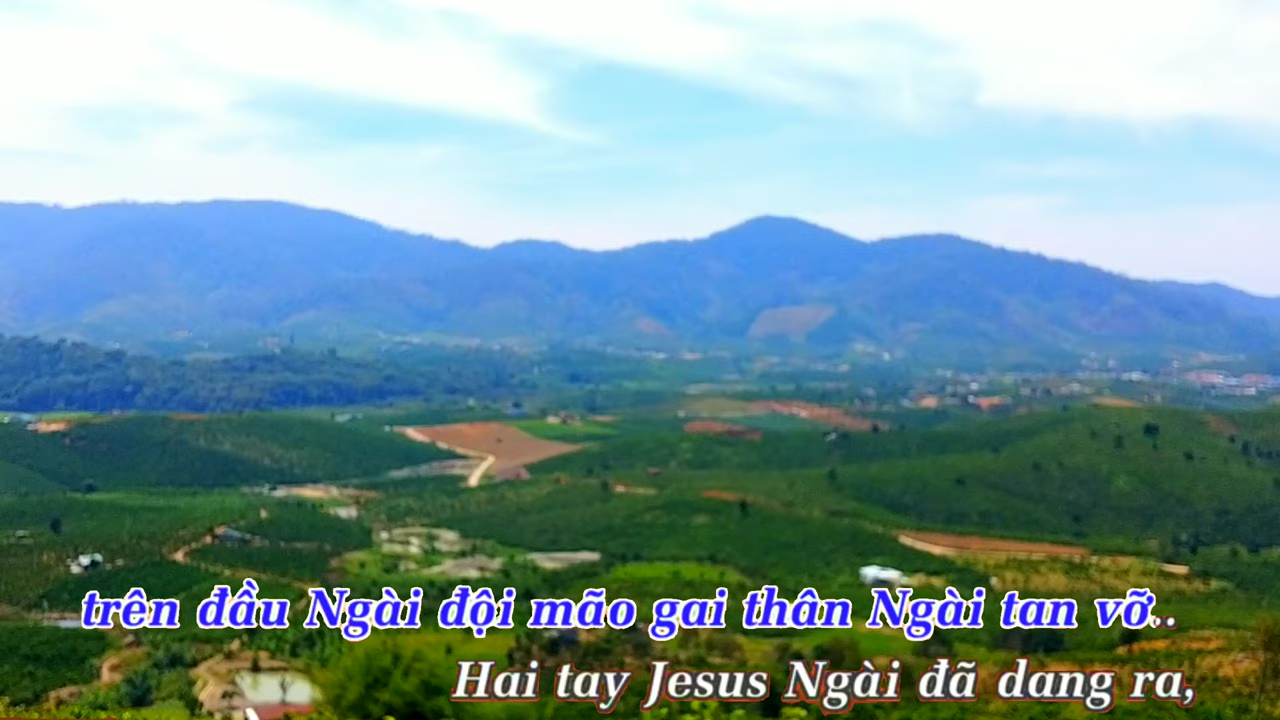 trên đầu Ngài đội mão gai thân Ngài tan vỡ..
Hai tay Jesus Ngài đã dang ra,